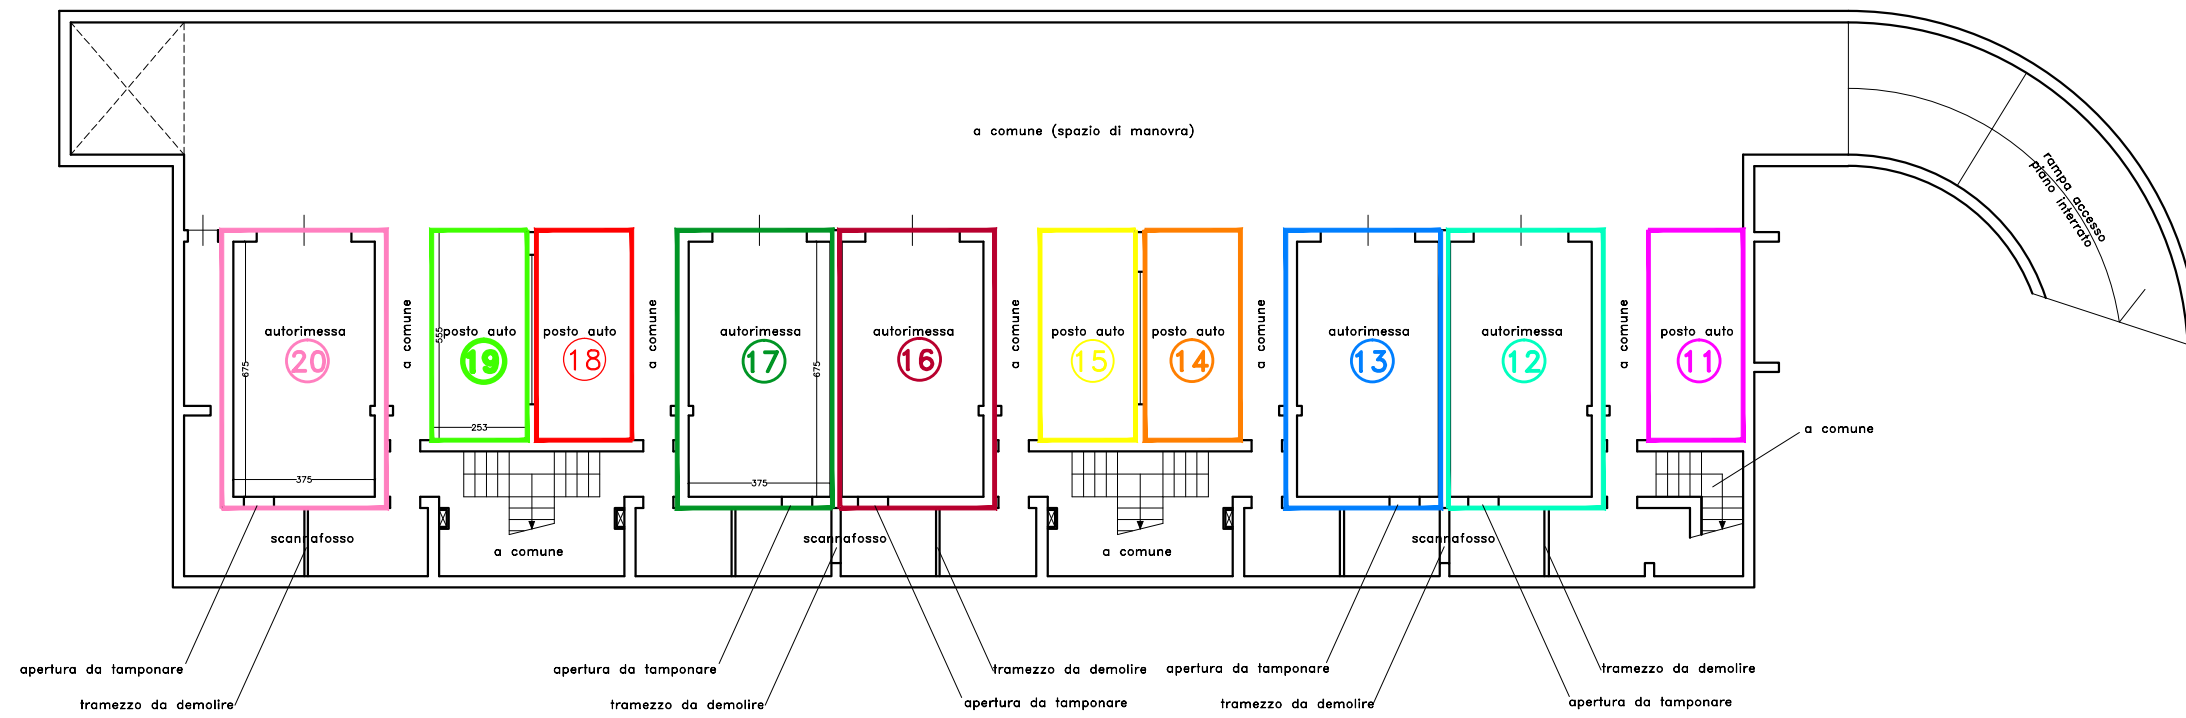 a comune (spazio di manovra)
rampa accesso
piano interrato
autorimessa
20
675
375
a comune
555
posto auto
19
253
posto auto
18
a comune
autorimessa
17
675
375
autorimessa
16
a comune
posto auto
15
posto auto
14
a comune
autorimessa
13
autorimessa
12
a comune
posto auto
11
a comune
scannafosso
a comune
scannafosso
a comune
scannafosso
apertura da tamponare
tramezzo da demolire
apertura da tamponare
tramezzo da demolire
tramezzo da demolire
apertura da tamponare
apertura da tamponare
tramezzo da demolire
tramezzo da demolire
apertura da tamponare